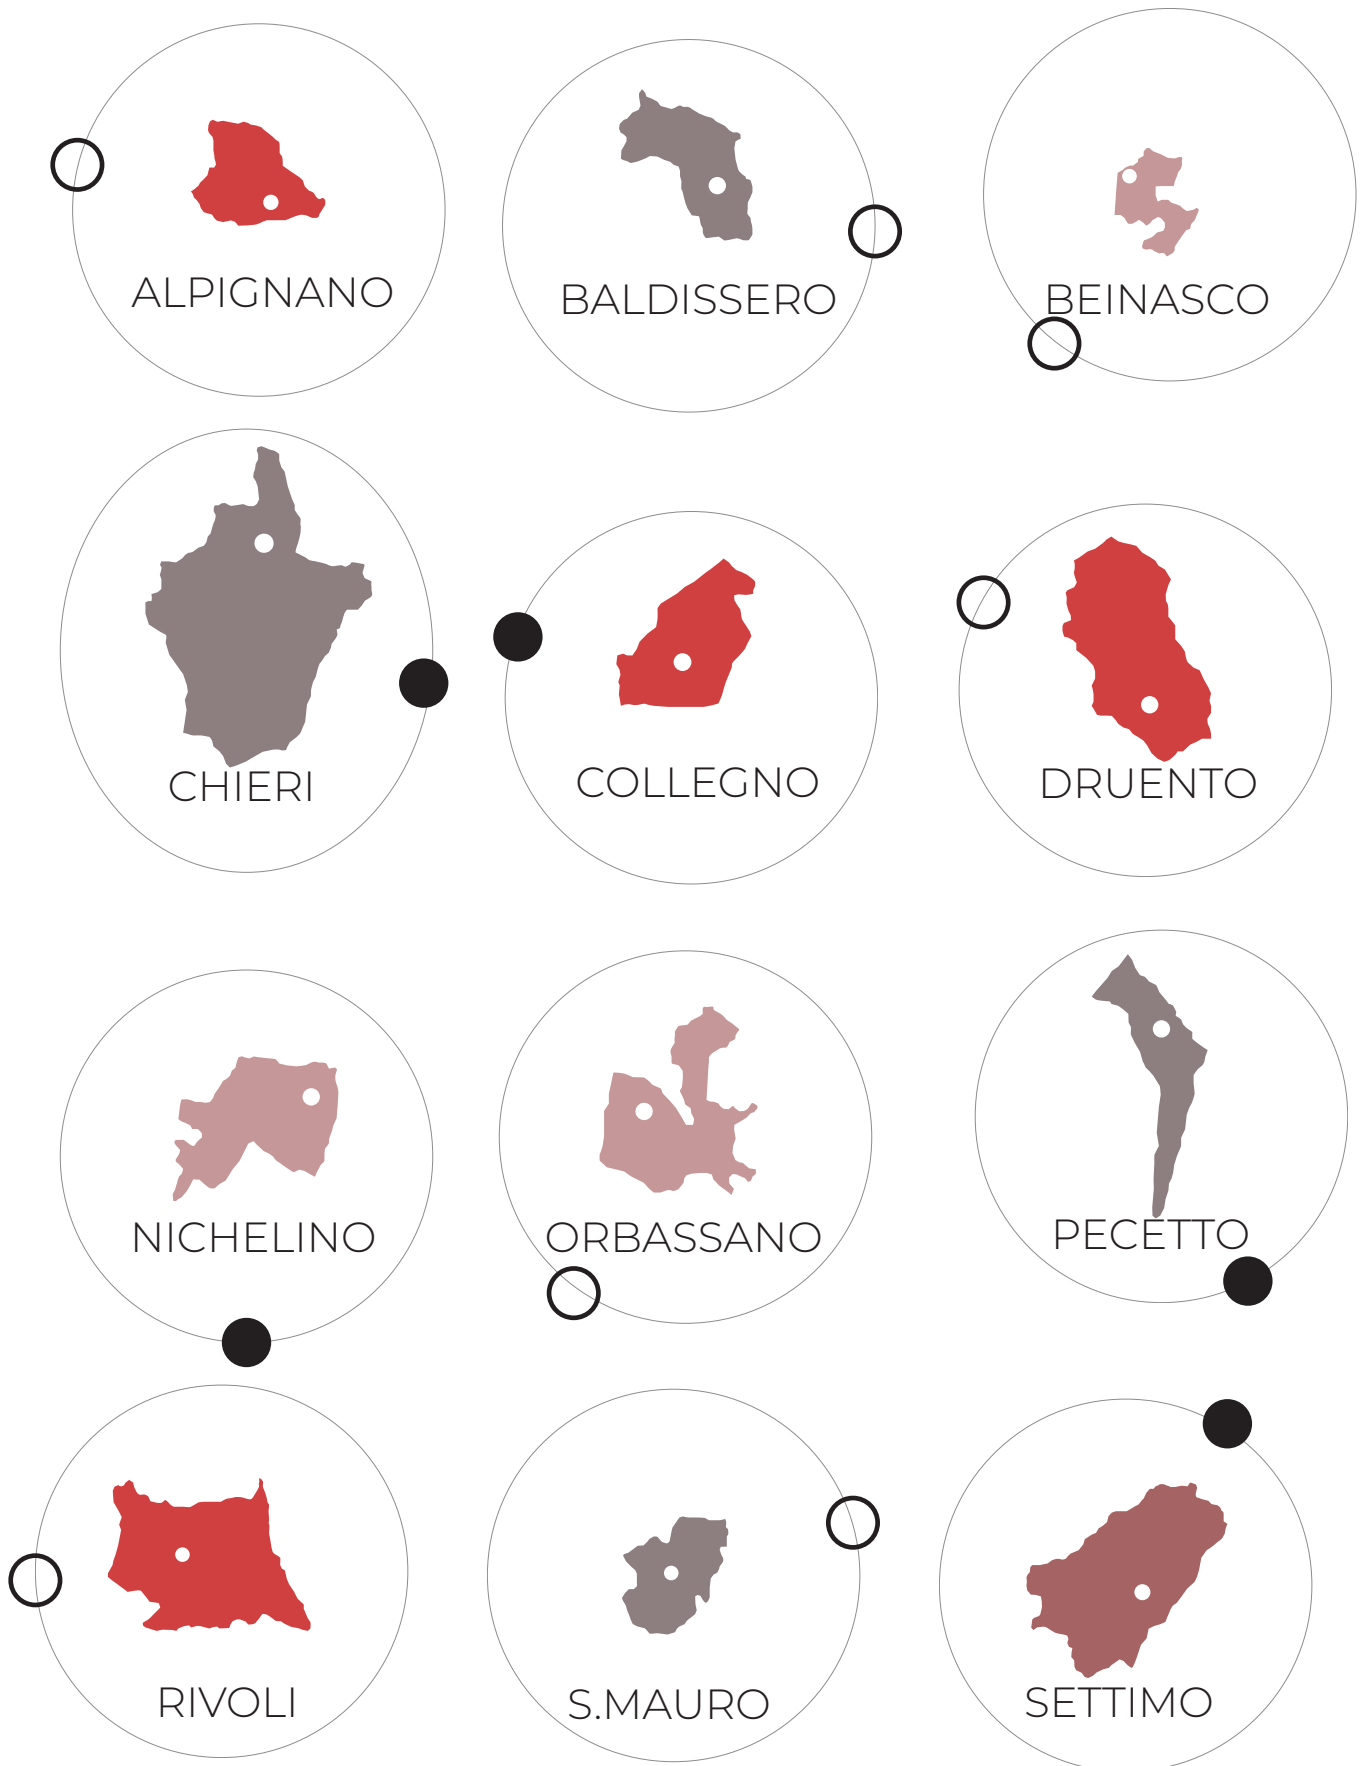 ALPIGNANO
BALDISSERO
BEINASCO
CHIERI
COLLEGNO
DRUENTO
NICHELINO
ORBASSANO
PECETTO
RIVOLI
S.MAURO
SETTIMO